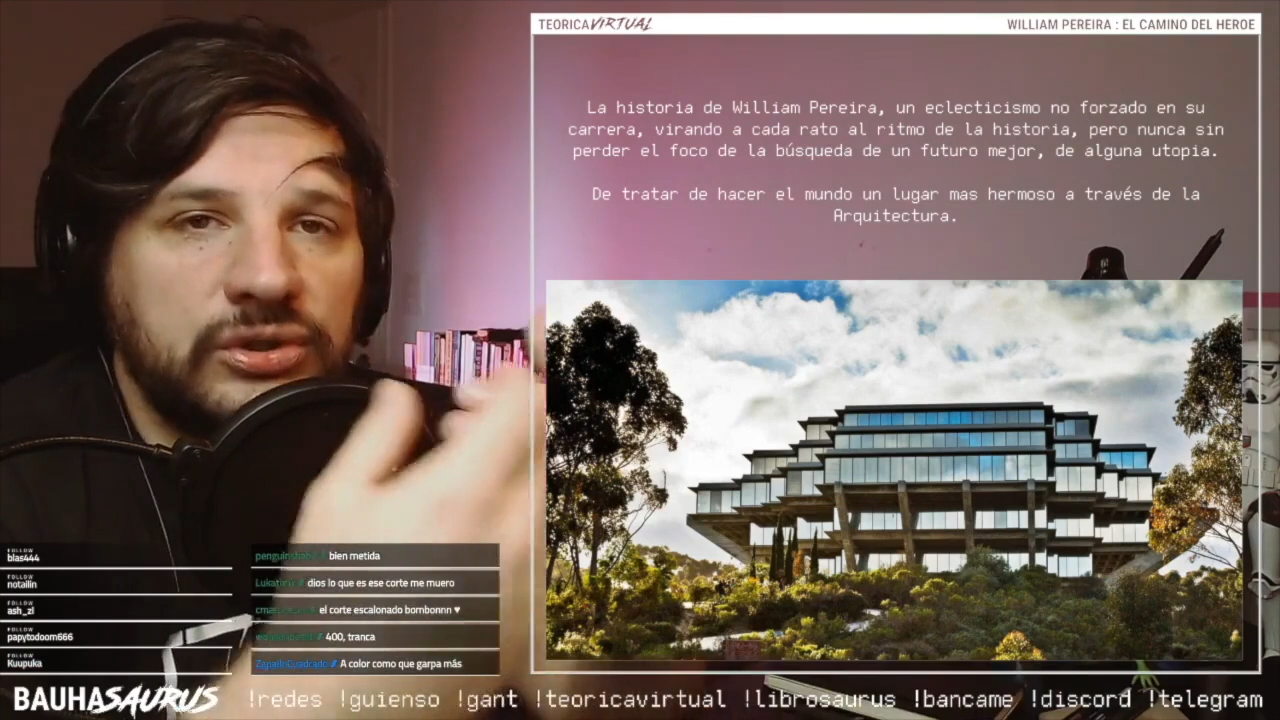 TEORICAVIRTUAL
WILLIAM PEREIRA : EL CAMINO DEL HEROE
La historia de William Pereira, un eclecticismo no forzado en su
carrera, virando a cada rato al ritmo de la historia, pero nunca sin
perder el foco de la búsqueda de un futuro mejor, de alguna utopia.
De tratar de hacer el mundo un lugar mas hermoso a través de la
Arquitectura.
FOLLOW
blas444
FOLLOW
notailin
FOLLOW
ash_zl
FOLLOW
papytodoom666
FOLLOW
Kuupuka
bien metida
dios lo que es ese corte me muero
el corte escalonado bombonnn ♥
400, tranca
A color como que garpa más
BAUHASAURUS
!redes !guienso !gant !teoricavirtual !librosaurus !bancame !discord !telegram